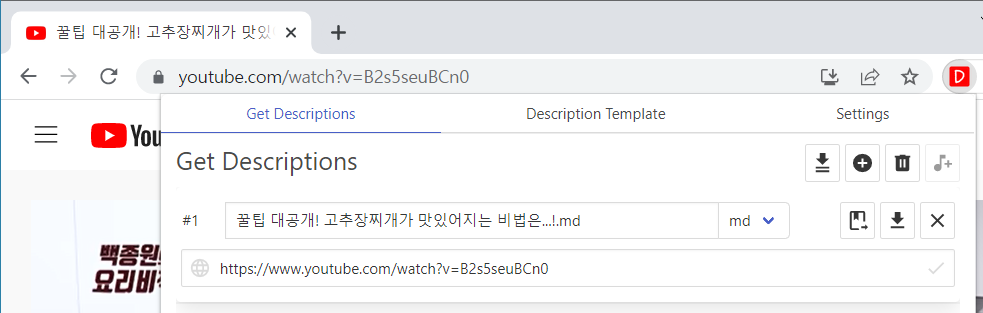 꿀팁 대공개! 고추장찌개가 맛있
youtube.com/watch?v=B2s5seuBCn0
D
Get Descriptions
Description Template
Settings
You
Get Descriptions
#1
꿀팁 대공개! 고추장찌개가 맛있어지는 비법은...!.md
md
https://www.youtube.com/watch?v=B2s5seuBCn0
백종원
요리비